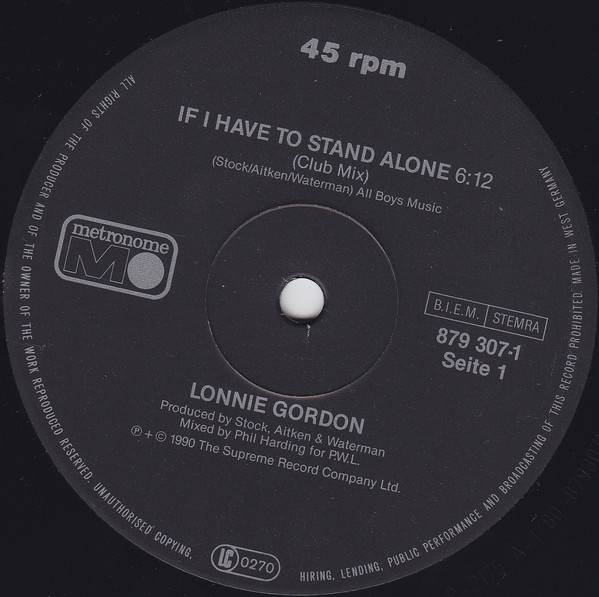 45 rpm
IF I HAVE TO STAND ALONE 6:12
(Club Mix)
(Stock/Aitken/Waterman) All Boys Music
metronome
MO
B.I.E.M. STEMRA
879 307-1
Seite 1
LONNIE GORDON
Produced by Stock, Aitken & Waterman
Mixed by Phil Harding for P.W.L.
℗ + © 1990 The Supreme Record Company Ltd.
LC 0270
ALL RIGHTS OF THE PRODUCER AND OF THE OWNER OF THE WORK REPRODUCED RESERVED. UNAUTHORISED COPYING, HIRING, LENDING, PUBLIC PERFORMANCE AND BROADCASTING OF THIS RECORD PROHIBITED. MADE IN WEST GERMANY